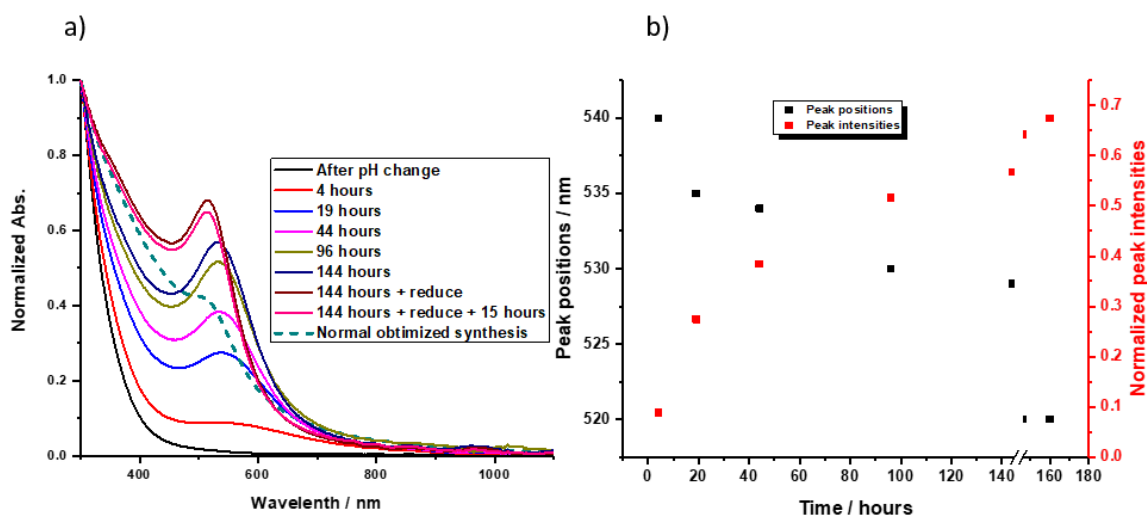 a)
b)
Normalized Abs.
1.0
0.8
0.6
0.4
0.2
0.0
400
600
800
1000
Wavelenth / nm
After pH change
4 hours
19 hours
44 hours
96 hours
144 hours
144 hours + reduce
144 hours + reduce + 15 hours
Normal obtimized synthesis
Peak positions / nm
540
535
530
525
520
0
20
40
60
80
100
120
140
160
180
Time / hours
Peak positions
Peak intensities
0.7
0.6
0.5
0.4
0.3
0.2
0.1
0.0
Normalized peak intensities